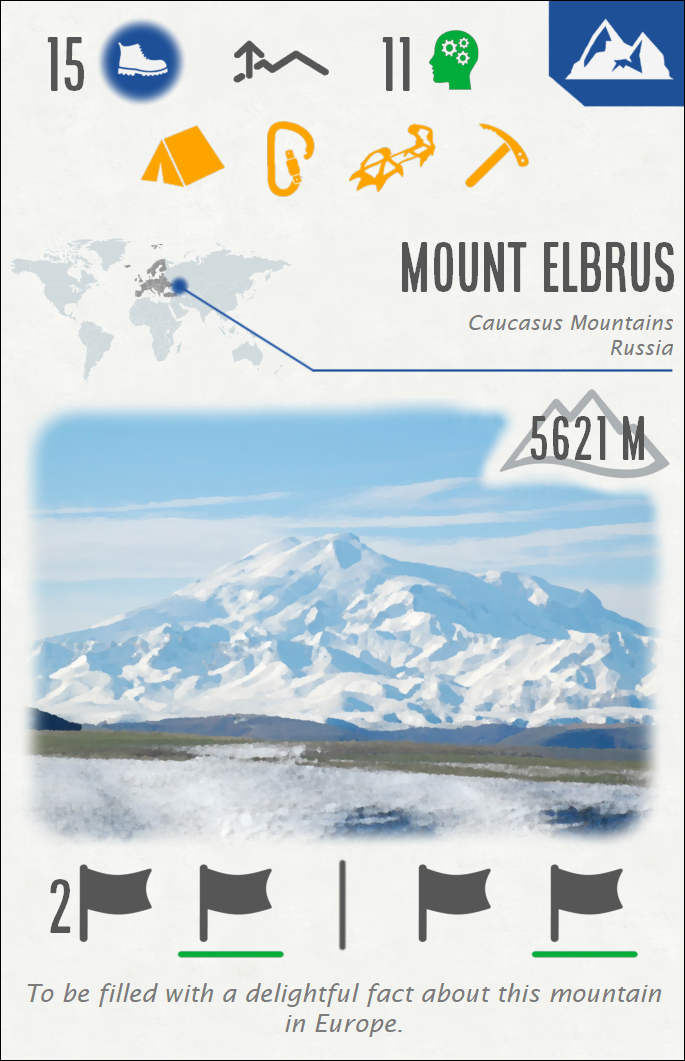 15
11
MOUNT ELBRUS
Caucasus Mountains
Russia
5621 M
2
To be filled with a delightful fact about this mountain
in Europe.